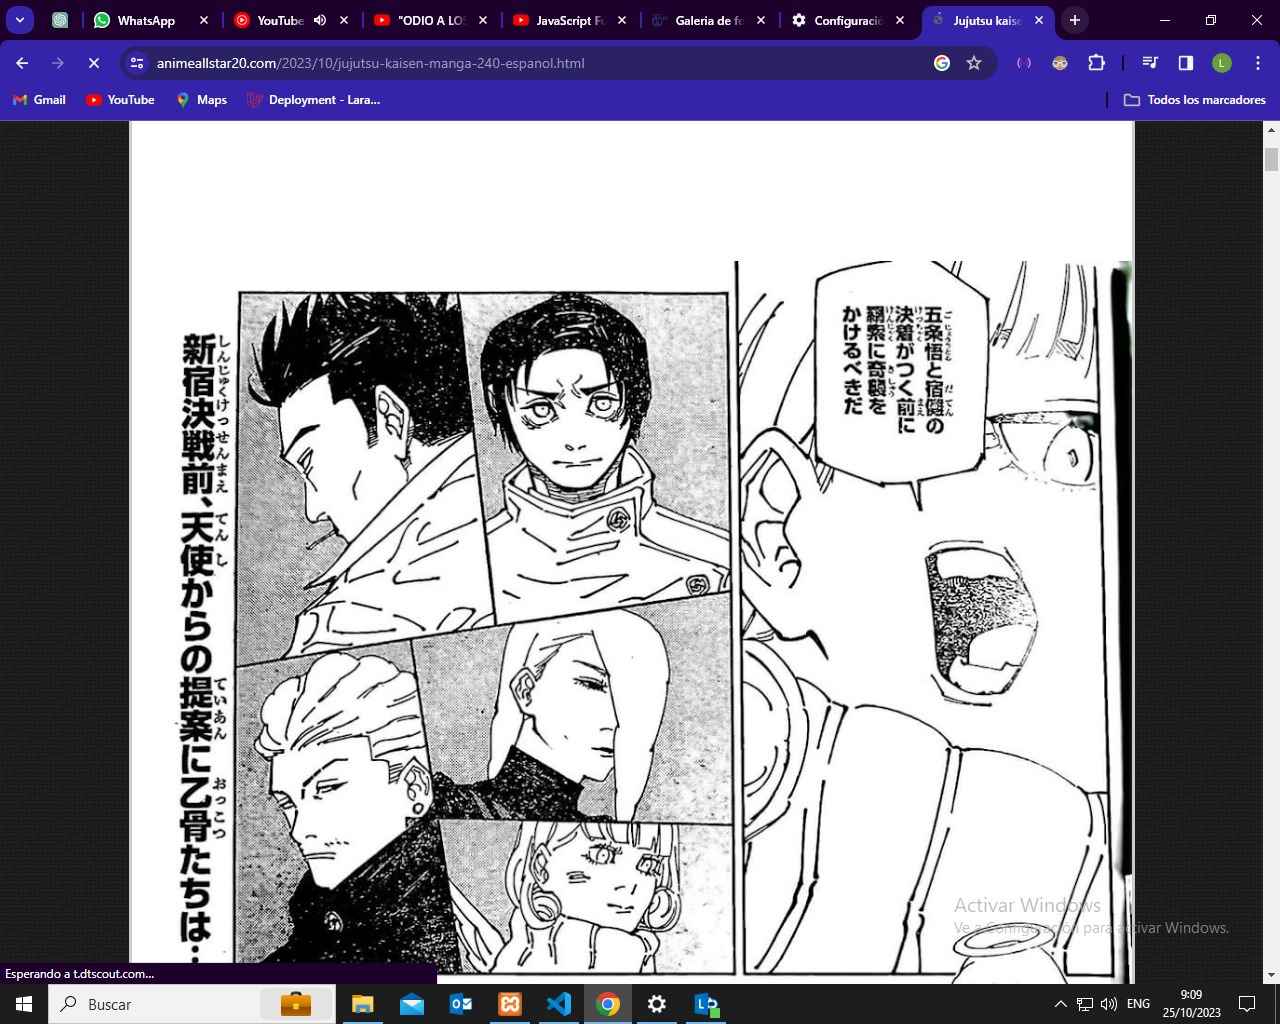 WhatsApp
YouTube
"ODIO A LO
JavaScript Fu
Galeria de fo
Configuració
Jujutsu kaise
animeallstar20.com/2023/10/jujutsu-kaisen-manga-240-espanol.html
L
Gmail
YouTube
Maps
Deployment - Lara...
Todos los marcadores
五条悟と宿儺の
決着がつく前に
羂索に奇襲を
かけるべきだ
新宿決戦前、天使からの提案に乙骨たちは…
Activar Windows
Ve a Configuración para activar Windows.
Esperando a t.dtscout.com...
Buscar
ENG
9:09
25/10/2023